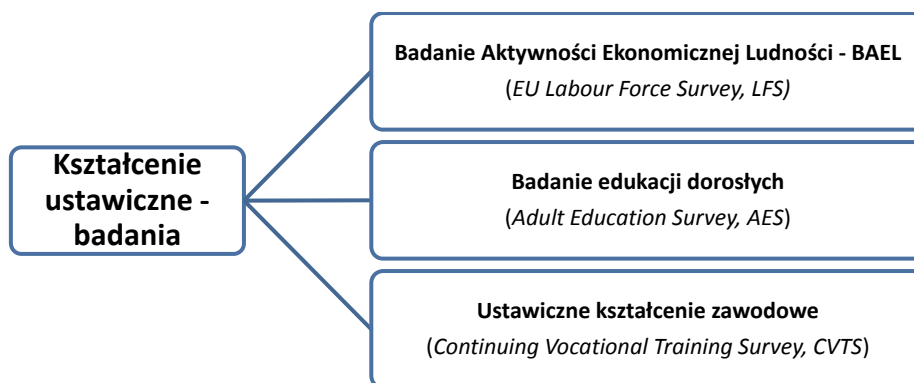 Kształcenie
ustawiczne -
badania
Badanie Aktywności Ekonomicznej Ludności - BAEL
(EU Labour Force Survey, LFS)
Badanie edukacji dorosłych
(Adult Education Survey, AES)
Ustawiczne kształcenie zawodowe
(Continuing Vocational Training Survey, CVTS)